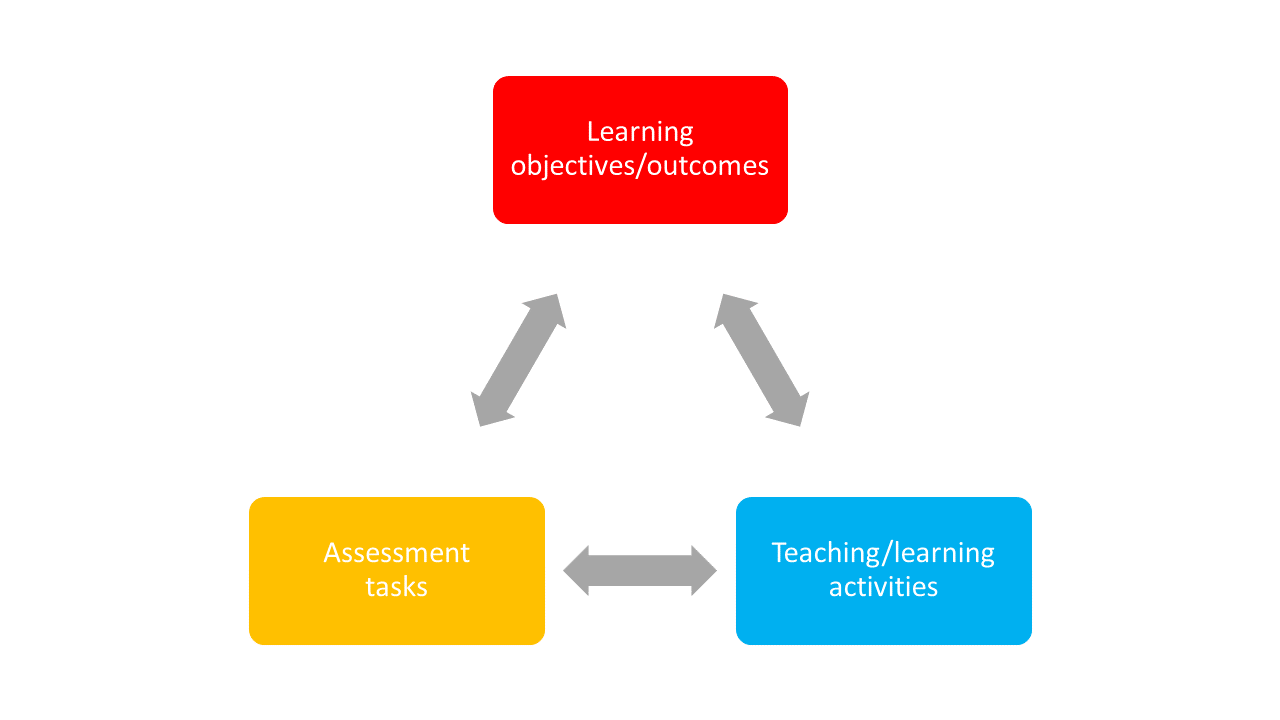 Learning
objectives/outcomes
Assessment
tasks
Teaching/learning
activities